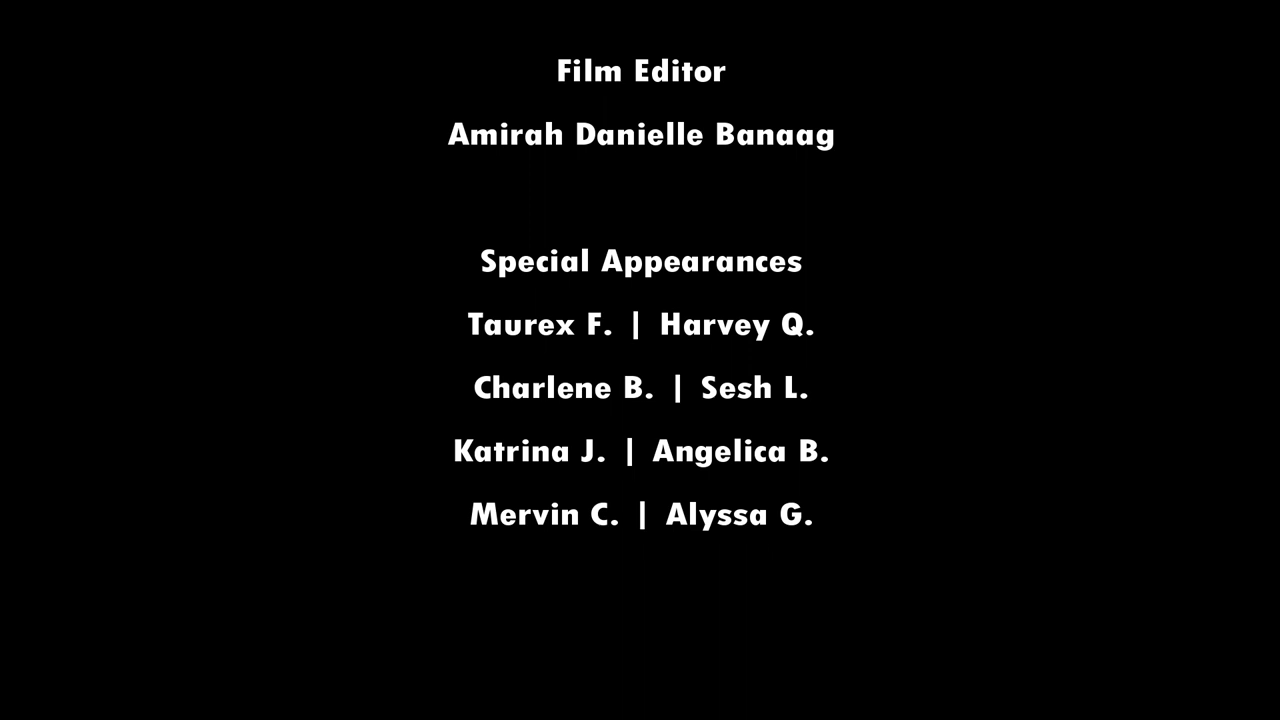 Film Editor
Amirah Danielle Banaag
Special Appearances
Taurex F. | Harvey Q.
Charlene B. | Sesh L.
Katrina J. | Angelica B.
Mervin C. | Alyssa G.